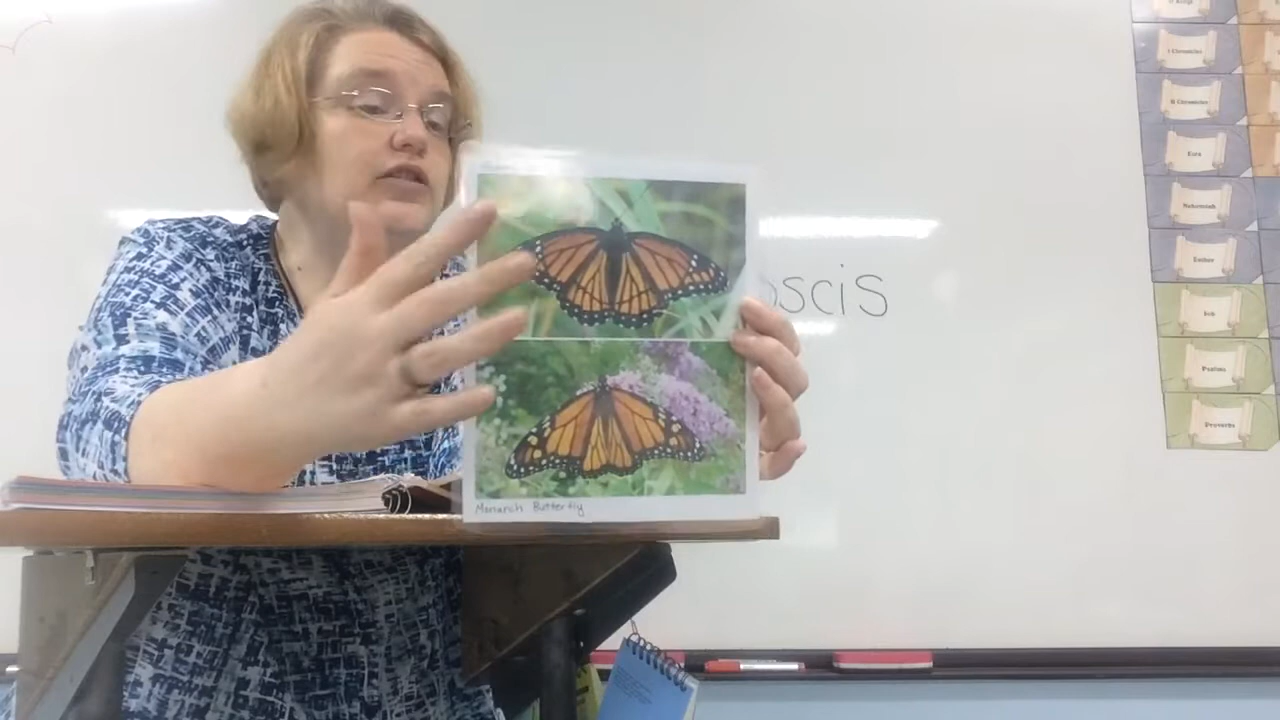 I Chronicles
II Chronicles
Ezra
Nehemiah
Esther
Job
Psalms
Proverbs
oscis
Monarch Butterfly